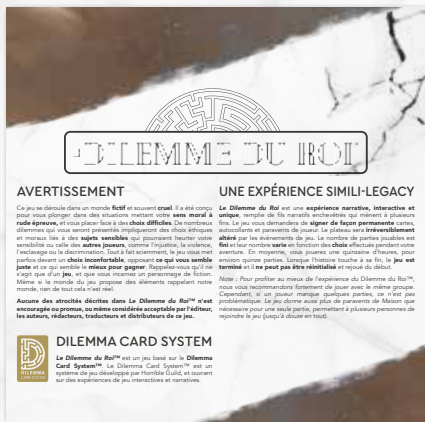 LE DILEMME DU ROI
AVERTISSEMENT
Ce jeu se déroule dans un monde fictif et souvent cruel. Il a été conçu
pour vous plonger dans des situations mettant votre sens moral à
rude épreuve, et vous placer face à des choix difficiles. De nombreux
dilemmes qui vous seront présentés impliqueront des choix éthiques
et moraux liés à des sujets sensibles qui pourraient heurter votre
sensibilité ou celle des autres joueurs, comme l'injustice, la violence,
l'esclavage ou la discrimination. Tout à fait sciemment, le jeu vous met
parfois devant un choix inconfortable, opposant ce qui vous semble
juste et ce qui semble le mieux pour gagner. Rappelez-vous qu'il ne
s'agit que d'un jeu, et que vous incarnez un personnage de fiction.
Même si le monde du jeu propose des éléments rappelant notre
monde, rien de tout cela n'est réel.
Aucune des atrocités décrites dans Le Dilemme du Roi™ n'est
encouragée ou promue, ou même considérée acceptable par l'éditeur,
les auteurs, rédacteurs, traducteurs et distributeurs de ce jeu.
UNE EXPÉRIENCE SIMILI-LEGACY
Le Dilemme du Roi est une expérience narrative, interactive et
unique, remplie de fils narratifs enchevêtrés qui mènent à plusieurs
fins. Le jeu vous demandera de signer de façon permanente cartes,
autocollants et paravents de joueur. Le plateau sera irréversiblement
altéré par les événements de jeu. Le nombre de parties jouables est
fini et leur nombre varie en fonction des choix effectués pendant votre
aventure. En moyenne, vous jouerez une quinzaine d'heures, pour
environ quinze parties. Lorsque l'histoire touche à sa fin, le jeu est
terminé et il ne peut pas être réinitialisé et rejoué du début.
Note : Pour profiter au mieux de l'expérience du Dilemme du Roi™,
nous vous recommandons fortement de jouer avec le même groupe.
Cependant, si un joueur manque quelques parties, ce n'est pas
problématique. Le jeu donne aussi plus de paravents de Maison que
nécessaire pour une seule partie, permettant à plusieurs personnes de
rejoindre le jeu (jusqu'à douze en tout).
DILEMMA
CARD SYSTEM
DILEMMA CARD SYSTEM
Le Dilemme du Roi™ est un jeu basé sur le Dilemma
Card System™. Le Dilemma Card System™ est un
système de jeu développé par Horrible Guild, et ouvrant
sur des expériences de jeu interactives et narratives.